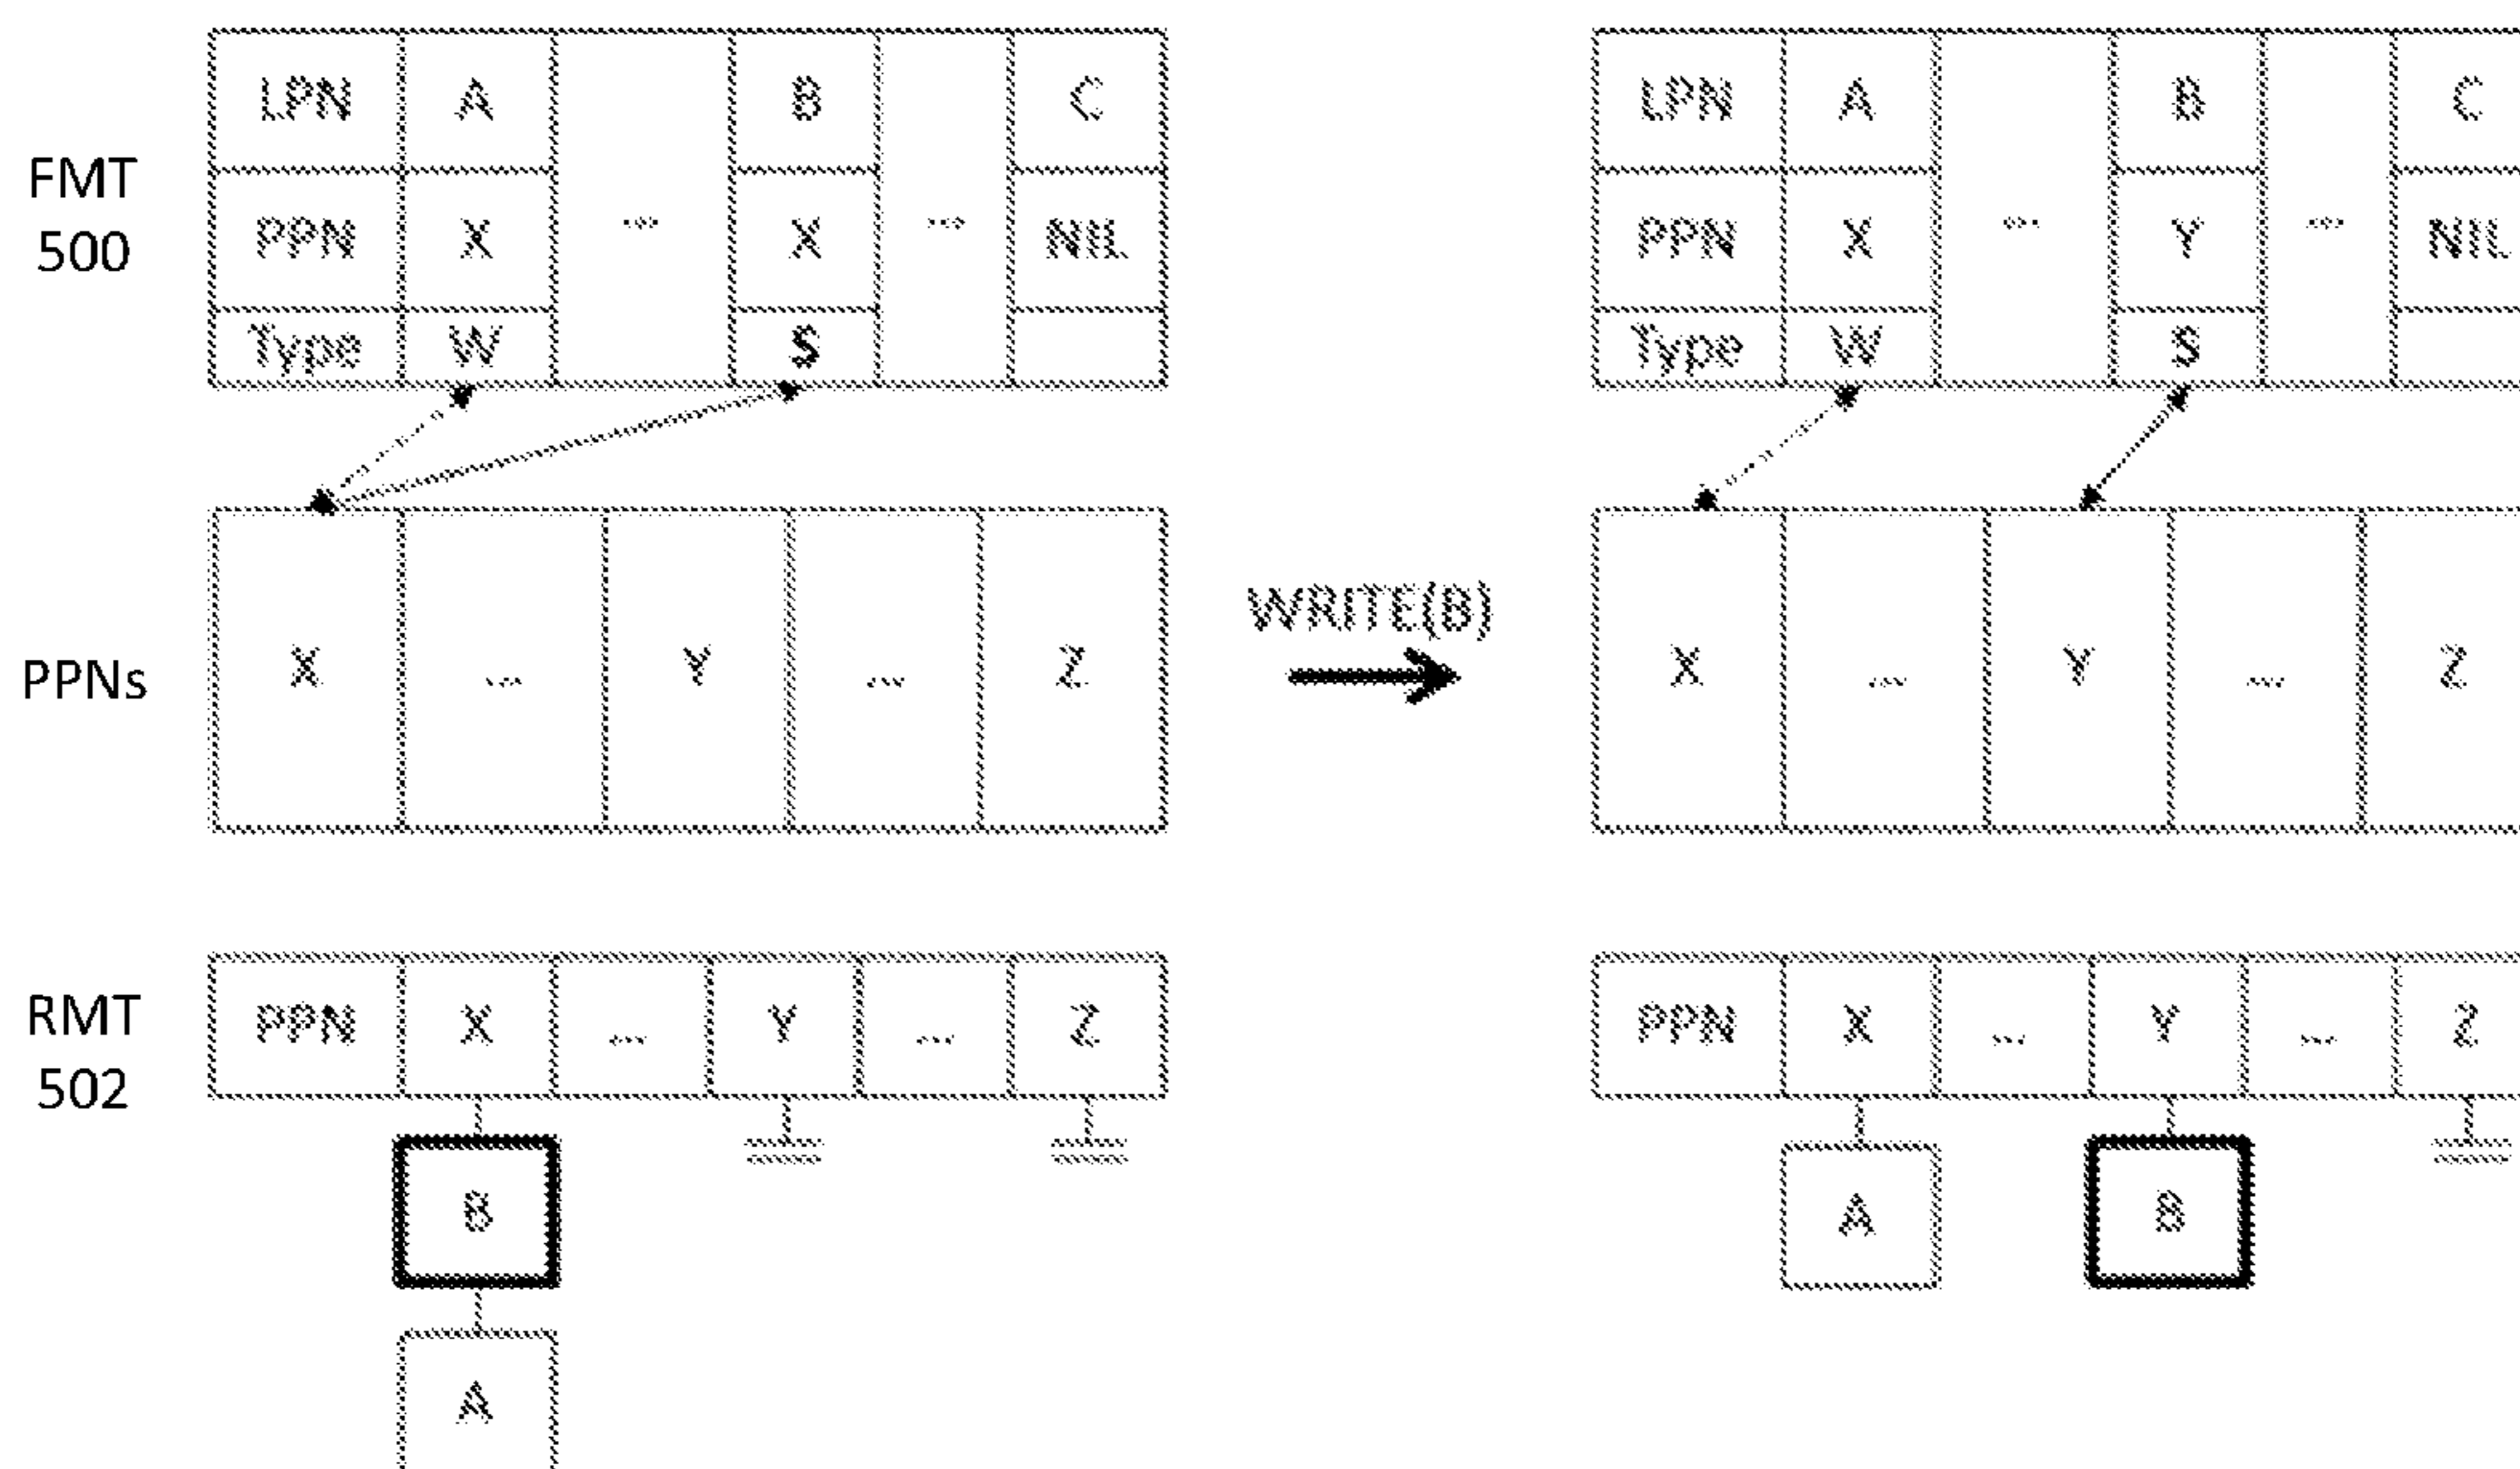 FMT
500
LPN A B C
PPN X ... X ... NIL
Type W S
LPN A B C
PPN X ... Y ... NIL
Type W S
PPNs
X ... Y ... Z
WRITE(B)
X ... Y ... Z
RMT
502
PPN X ... Y ... Z
B
A
PPN X ... Y ... Z
A B